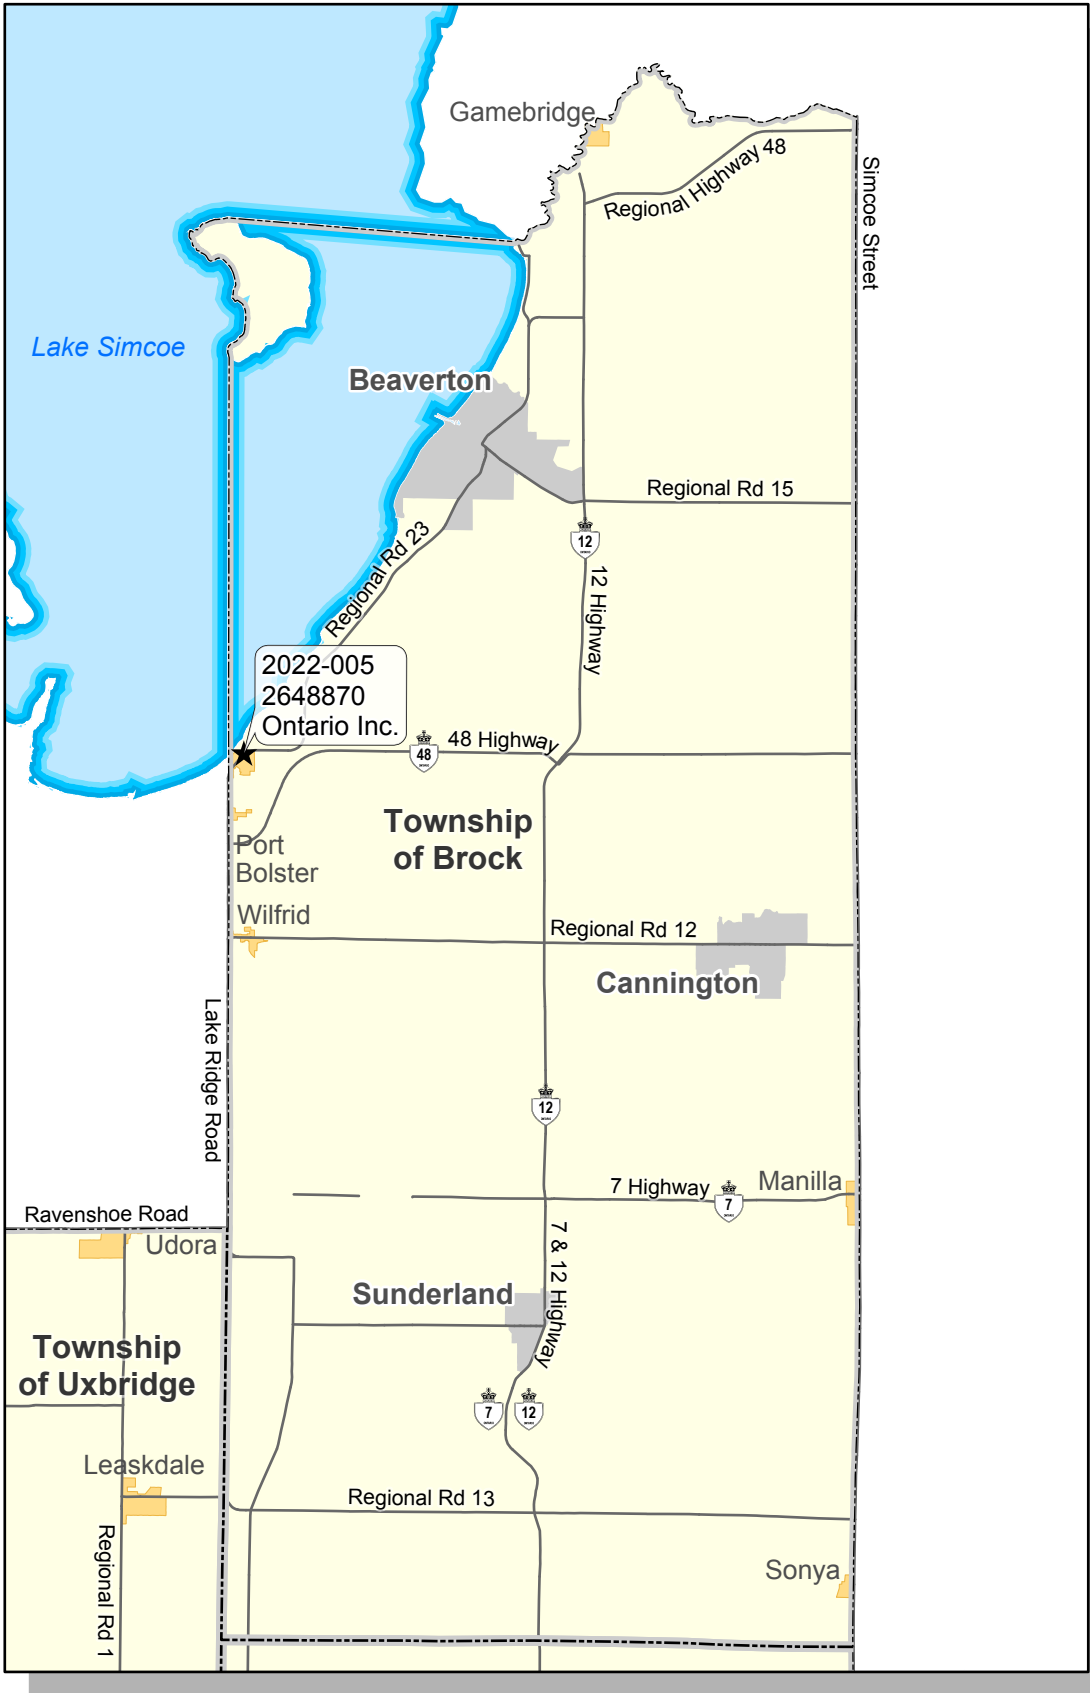 Gamebridge
Regional Highway 48
Simcoe Street
Lake Simcoe
Beaverton
Regional Rd 15
12
Regional Rd 23
12 Highway
2022-005
2648870
Ontario Inc.
48 Highway
48
Township
of Brock
Port
Bolster
Wilfrid
Regional Rd 12
Cannington
Lake Ridge Road
12
7 Highway
7
Manilla
Ravenshoe Road
Udora
7 & 12 Highway
Sunderland
Township
of Uxbridge
7
12
Leaskdale
Regional Rd 13
Regional Rd 1
Sonya